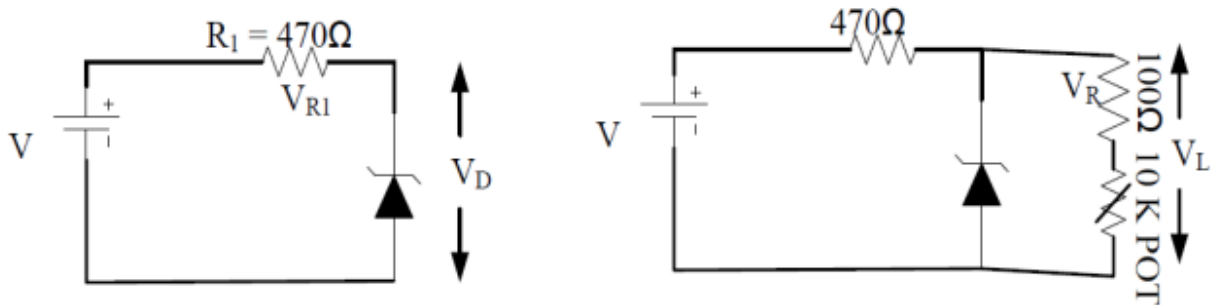 R₁ = 470Ω
V_R1
+
V
V_D
470Ω
V_R
100Ω 10 K POT
+
V
V_L